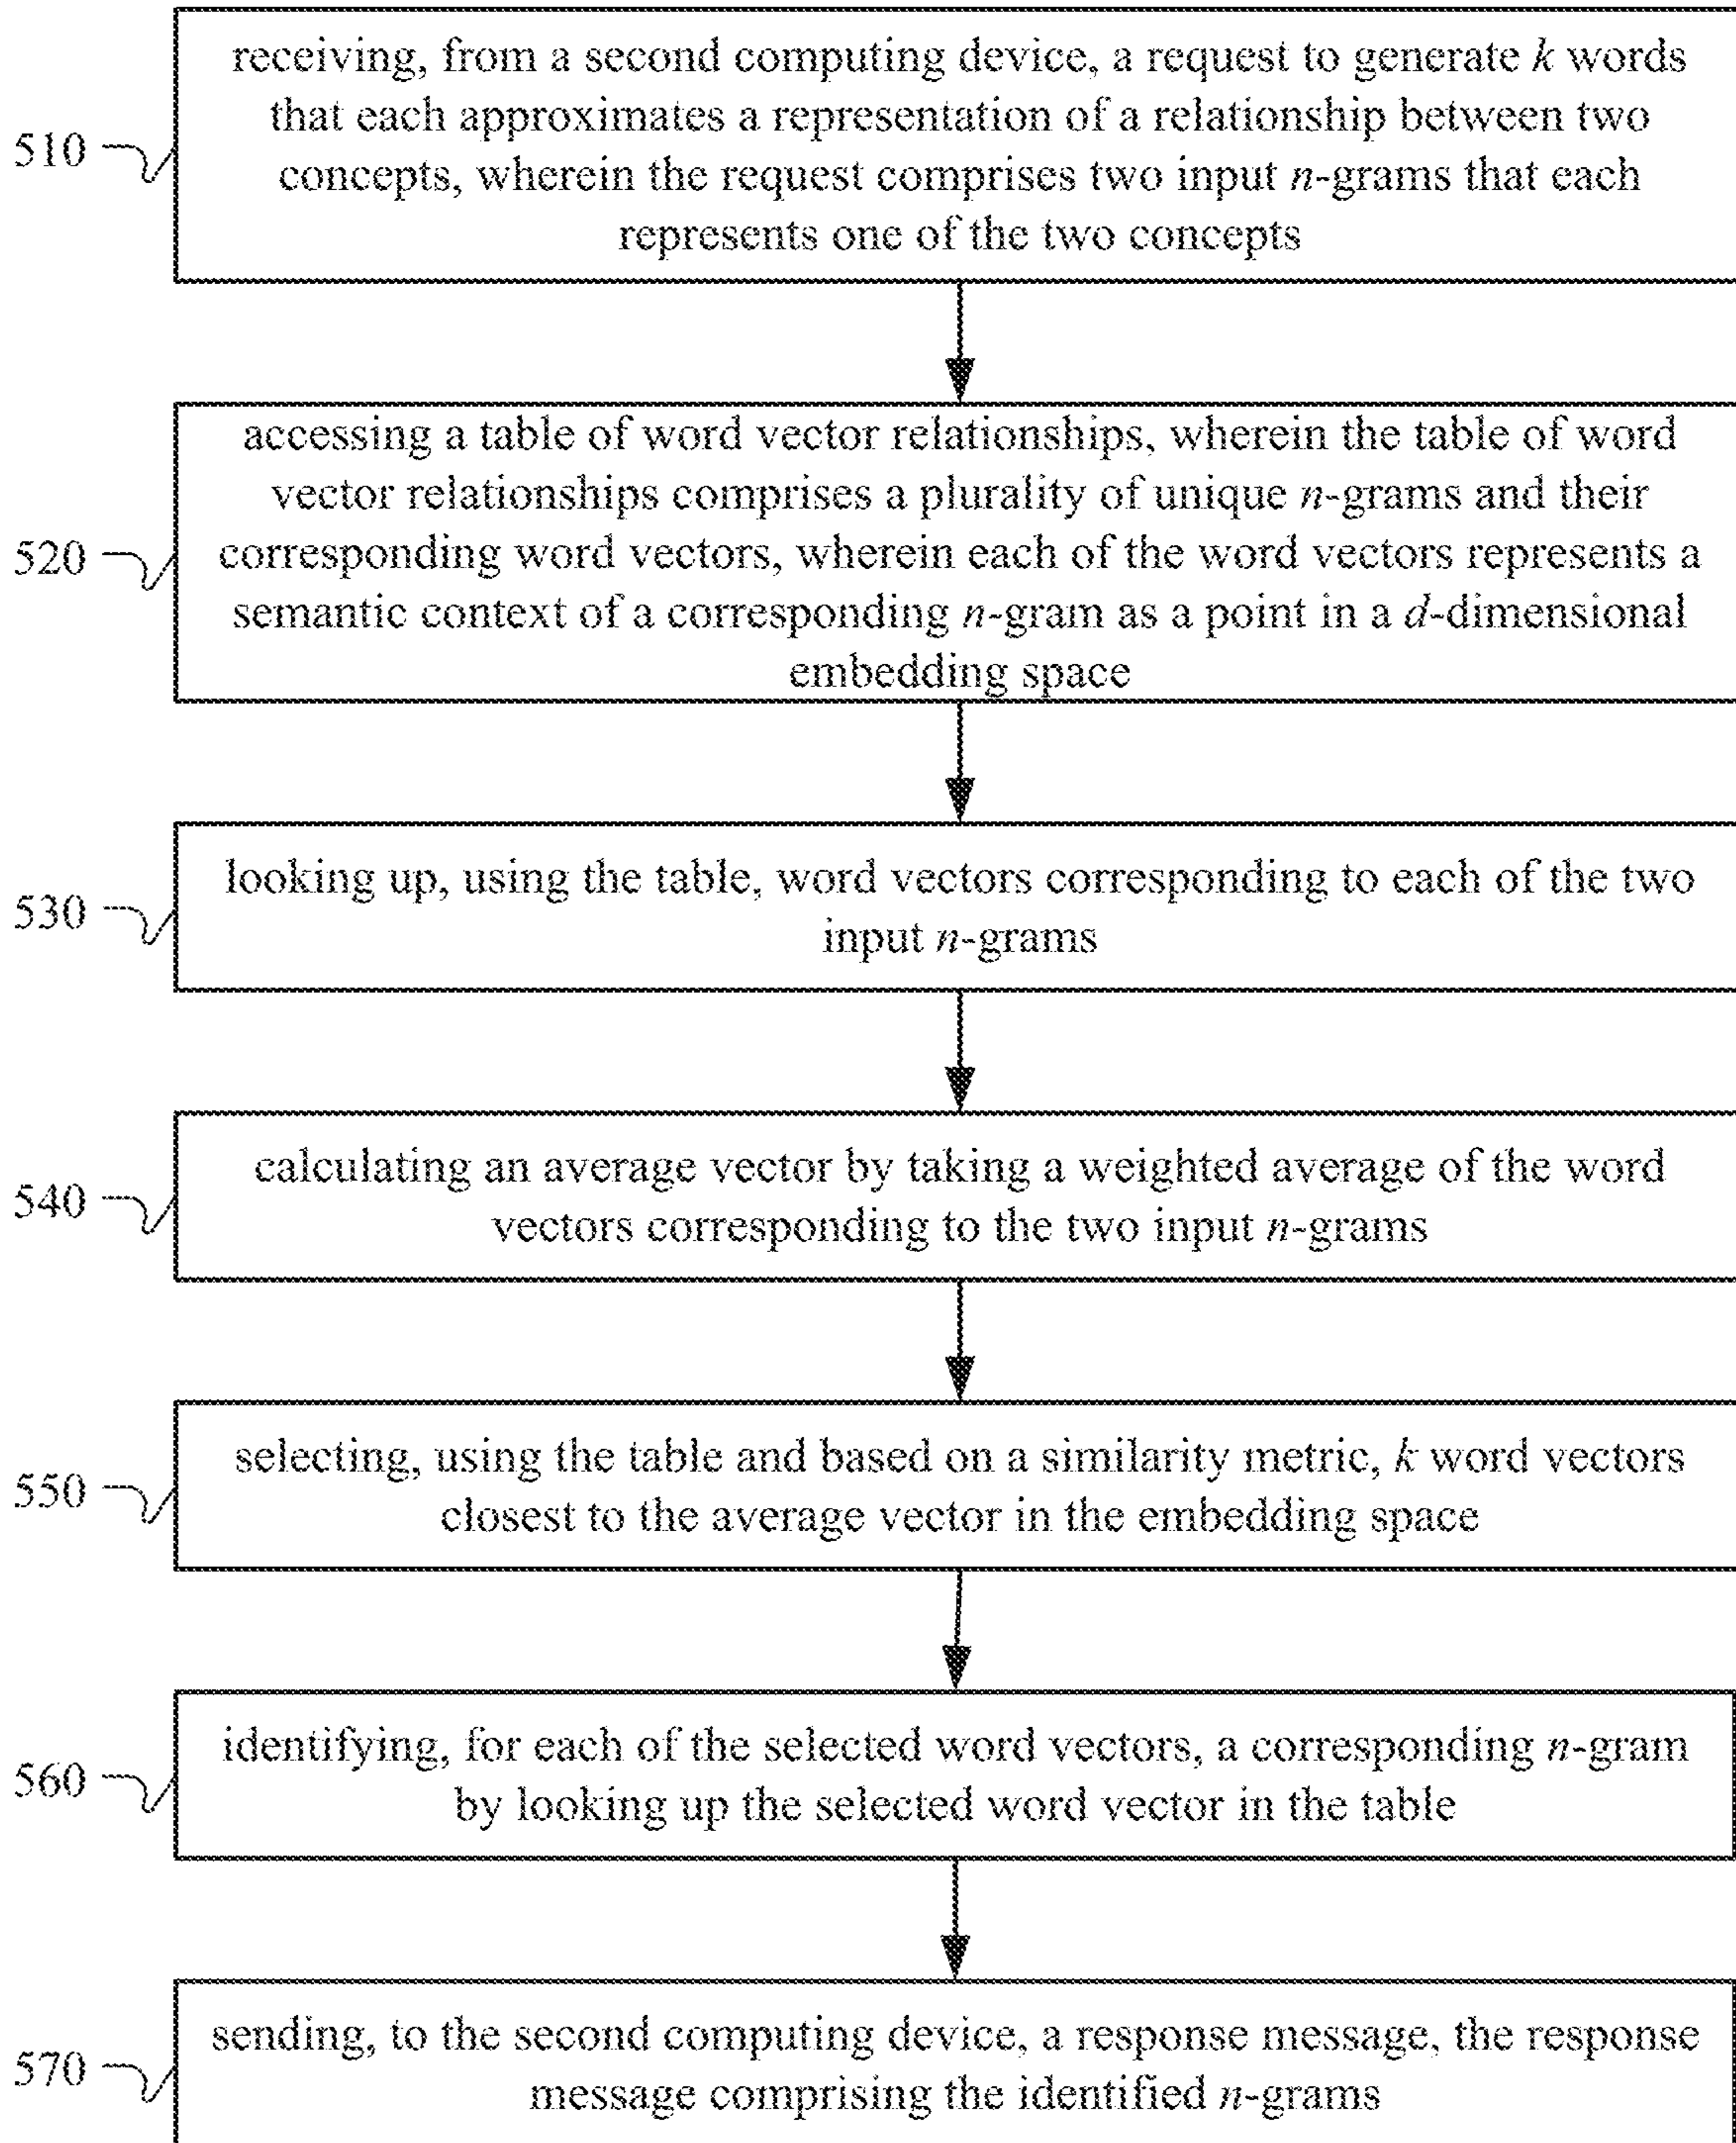 receiving, from a second computing device, a request to generate k words
that each approximates a representation of a relationship between two
510
concepts, wherein the request comprises two input n-grams that each
represents one of the two concepts
accessing a table of word vector relationships, wherein the table of word
vector relationships comprises a plurality of unique n-grams and their
520
corresponding word vectors, wherein each of the word vectors represents a
semantic context of a corresponding n-gram as a point in a d-dimensional
embedding space
looking up, using the table, word vectors corresponding to each of the two
530
input n-grams
calculating an average vector by taking a weighted average of the word
540
vectors corresponding to the two input n-grams
selecting, using the table and based on a similarity metric, k word vectors
550
closest to the average vector in the embedding space
identifying, for each of the selected word vectors, a corresponding n-gram
560
by looking up the selected word vector in the table
sending, to the second computing device, a response message, the response
570
message comprising the identified n-grams